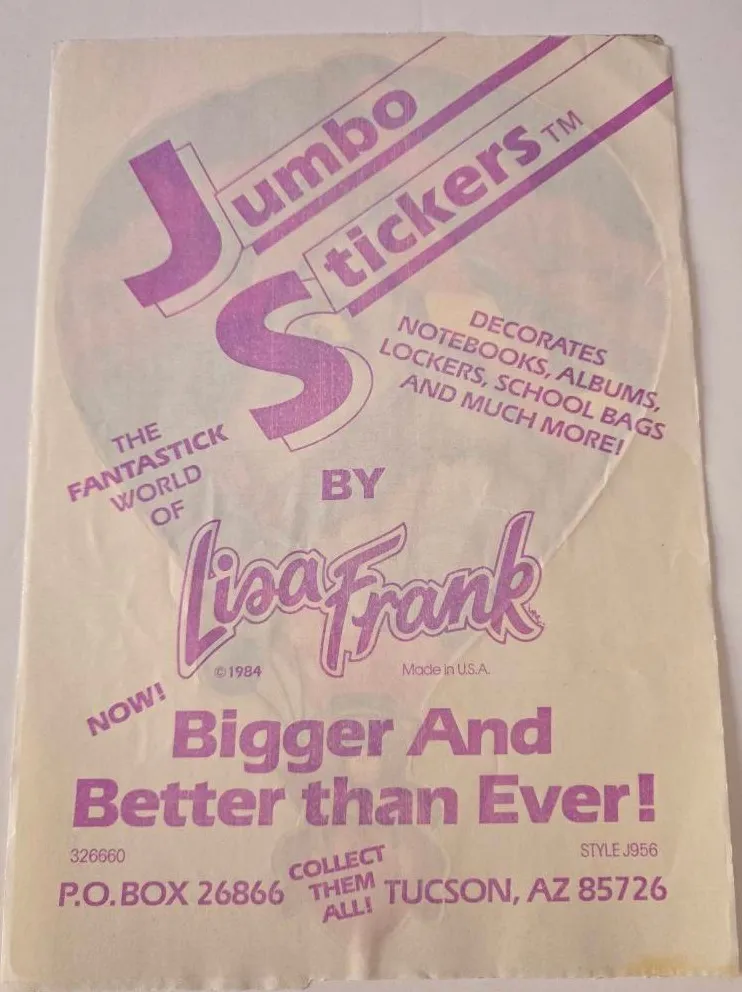 Jumbo
Stickers™
DECORATES
NOTEBOOKS, ALBUMS,
LOCKERS, SCHOOL BAGS
AND MUCH MORE!
THE
FANTASTICK
WORLD
OF
BY
Lisa Frank inc.
©1984
Made in U.S.A.
NOW!
Bigger And
Better than Ever!
326660
STYLE J956
P.O. BOX 26866
COLLECT
THEM
ALL!
TUCSON, AZ 85726